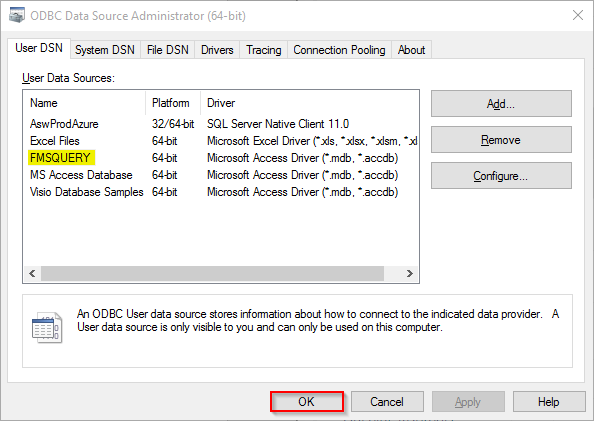 ODBC Data Source Administrator (64-bit)
User DSN System DSN File DSN Drivers Tracing Connection Pooling About
User Data Sources:
Name Platform Driver
AswProdAzure 32/64-bit SQL Server Native Client 11.0
Excel Files 64-bit Microsoft Excel Driver (*.xls, *.xlsx, *.xlsm, *.xl
FMSQUERY 64-bit Microsoft Access Driver (*.mdb, *.accdb)
MS Access Database 64-bit Microsoft Access Driver (*.mdb, *.accdb)
Visio Database Samples 64-bit Microsoft Access Driver (*.mdb, *.accdb)
Add...
Remove
Configure...
An ODBC User data source stores information about how to connect to the indicated data provider. A
User data source is only visible to you and can only be used on this computer.
OK Cancel Apply Help